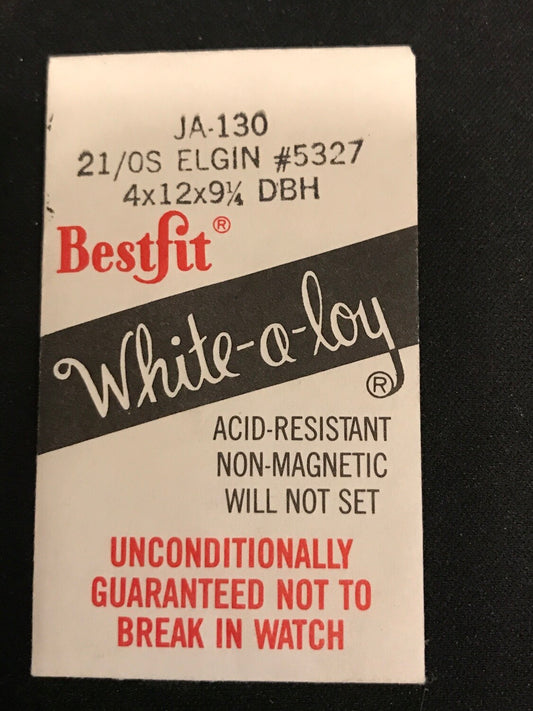 JA-130
21/0S ELGIN #5327
4x12x9¼ DBH
Bestfit®
White-a-loy®
ACID-RESISTANT
NON-MAGNETIC
WILL NOT SET
UNCONDITIONALLY
GUARANTEED NOT TO
BREAK IN WATCH